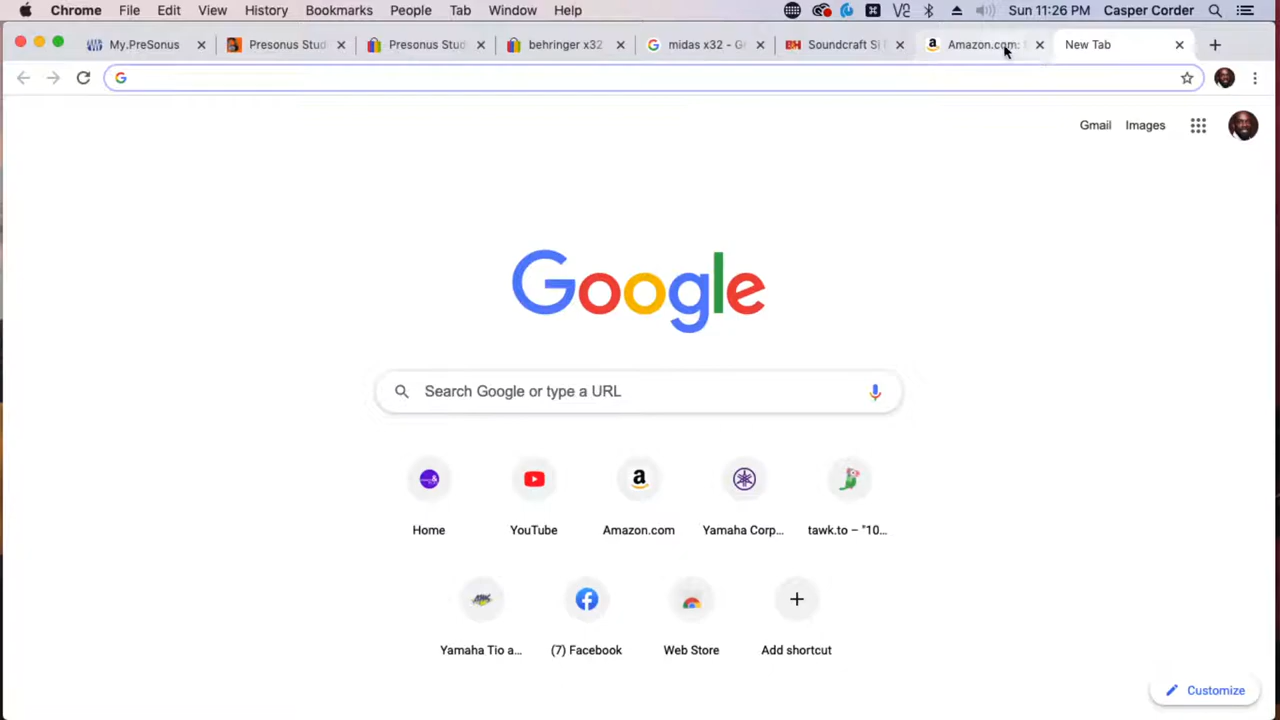 Chrome File Edit View History Bookmarks People Tab Window Help Sun 11:26 PM Casper Corder
My.PreSonus Presonus Stud Presonus Stud behringer x32 midas x32 - G Soundcraft Si Amazon.com: New Tab
Gmail Images
Google
Search Google or type a URL
Home YouTube Amazon.com Yamaha Corp... tawk.to – "10...
Yamaha Tio a... (7) Facebook Web Store Add shortcut
Customize